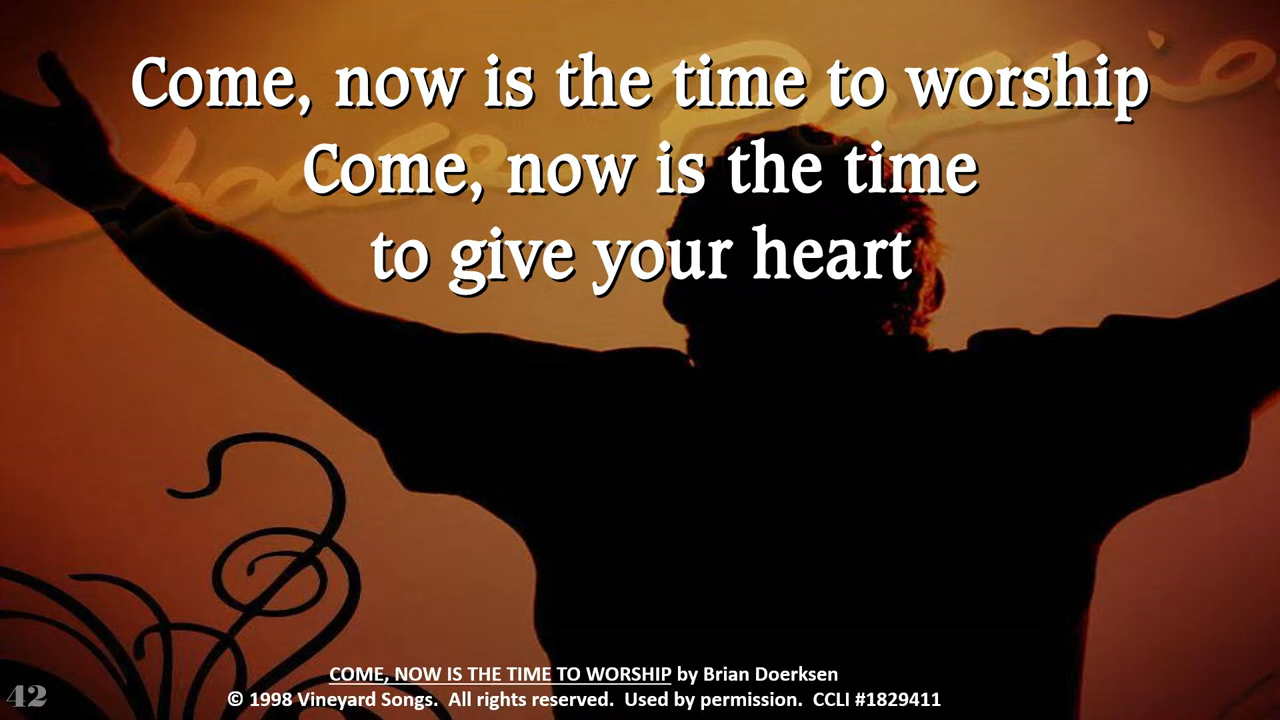 Come, now is the time to worship
Come, now is the time
to give your heart
COME, NOW IS THE TIME TO WORSHIP by Brian Doerksen
© 1998 Vineyard Songs.  All rights reserved.  Used by permission.  CCLI #1829411
42